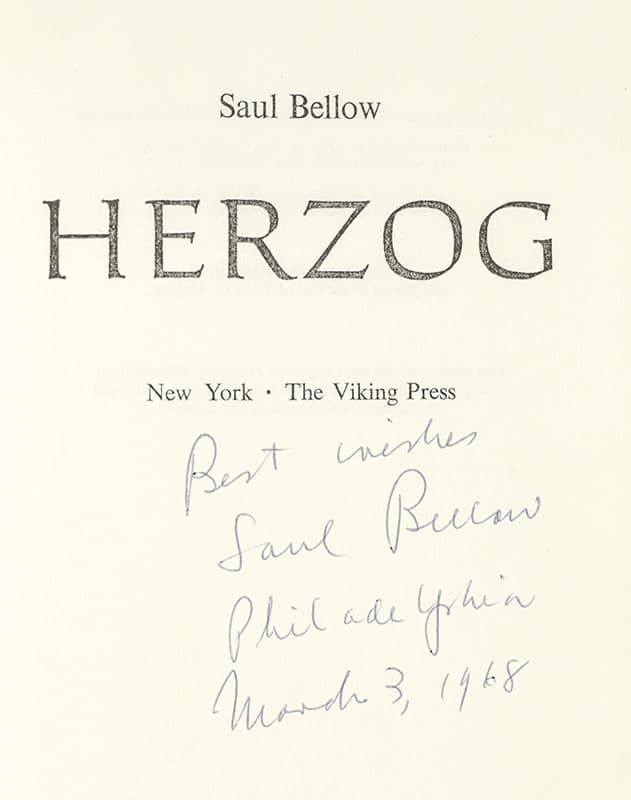 Saul Bellow
HERZOG
New York · The Viking Press
Best wishes
Saul Bellow
Philadelphia
March 3, 1968